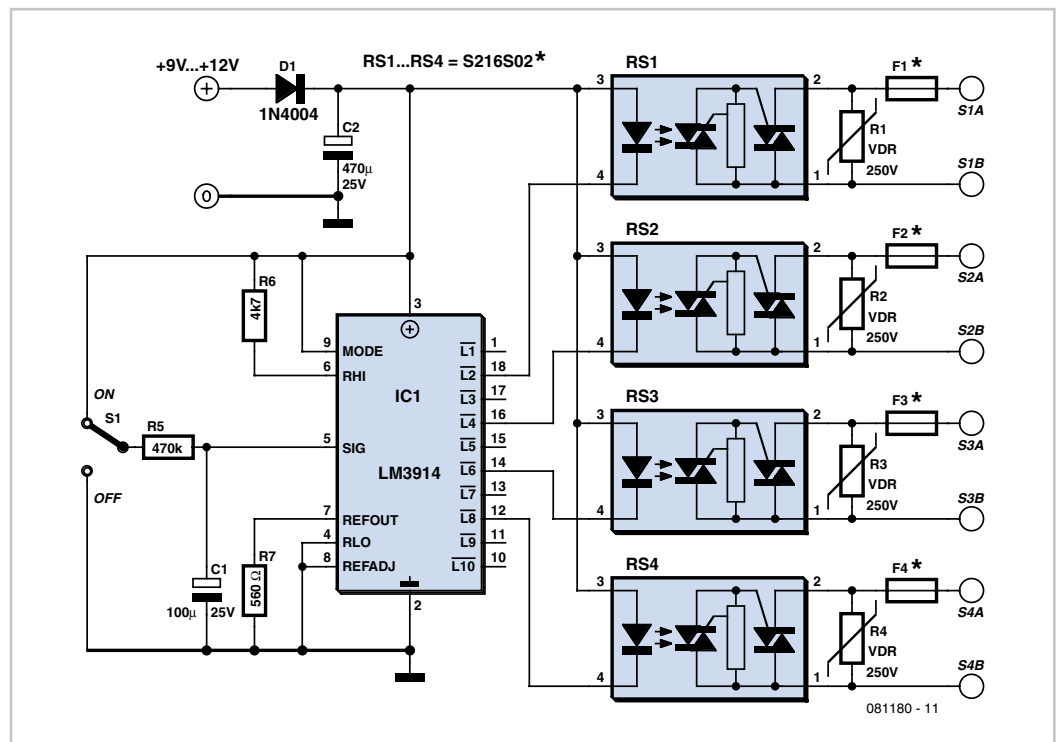 +9V...+12V
D1
1N4004
RS1...RS4 = S216S02*
C2
470µ
25V
0
R6
4k7
3
9 MODE
6 RHI
IC1
ON
S1
R5
470k
5 SIG
LM3914
OFF
7 REFOUT
4 RLO
8 REFADJ
R7
560 Ω
C1
100µ
25V
2
L1 1
L2 18
L3 17
L4 16
L5 15
L6 14
L7 13
L8 12
L9 11
L10 10
RS1
3
4
2
1
R1
VDR
250V
F1*
S1A
S1B
RS2
3
4
2
1
R2
VDR
250V
F2*
S2A
S2B
RS3
3
4
2
1
R3
VDR
250V
F3*
S3A
S3B
RS4
3
4
2
1
R4
VDR
250V
F4*
S4A
S4B
081180 - 11